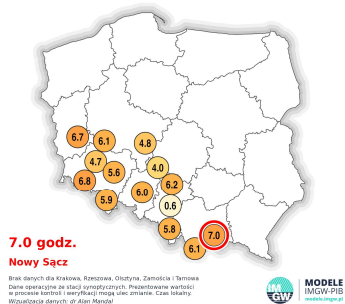 6.7
6.1
4.8
4.7
4.0
5.6
6.8
6.2
6.0
5.9
0.6
5.8
7.0
6.1
7.0 godz.
Nowy Sącz
Brak danych dla Krakowa, Rzeszowa, Olsztyna, Zamościa i Tarnowa
Dane operacyjne ze stacji synoptycznych. Prezentowane wartości
w procesie kontroli i weryfikacji mogą ulec zmianie. Czas lokalny.
Wizualizacja danych: dr Alan Mandal
IM
GW
MODELE
IMGW-PIB
modele.imgw.pl